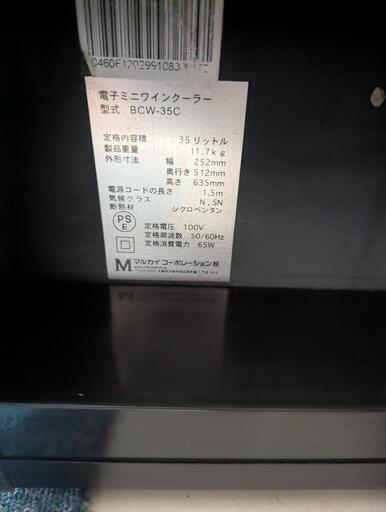 電子ミニワインクーラー
型式 BCW-35C
定格内容積 35リットル
製品重量 11.7kg
外形寸法 幅 252mm
奥行き 512mm
高さ 635mm
電源コードの長さ 1.5m
気候クラス N,SN
断熱材 シクロペンタン
PSE
定格電圧 100V
定格周波数 50/60Hz
定格消費電力 65W
M マルカイコーポレーション㈱